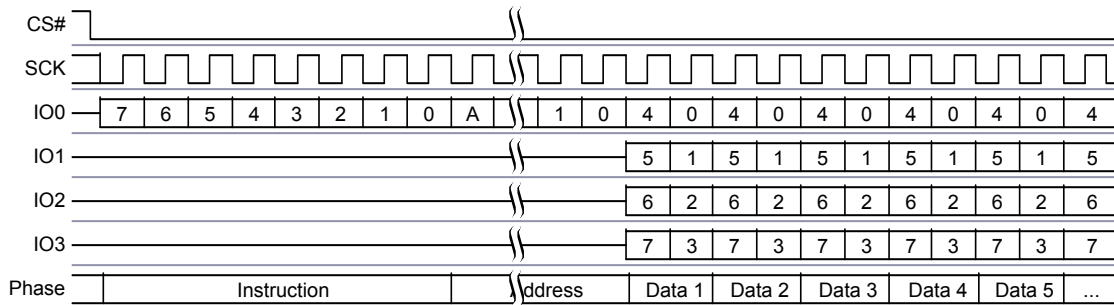 CS#
SCK
IO0 7 6 5 4 3 2 1 0 A 1 0 4 0 4 0 4 0 4 0 4 0 4
IO1 5 1 5 1 5 1 5 1 5 1 5
IO2 6 2 6 2 6 2 6 2 6 2 6
IO3 7 3 7 3 7 3 7 3 7 3 7
Phase Instruction Address Data 1 Data 2 Data 3 Data 4 Data 5 ...